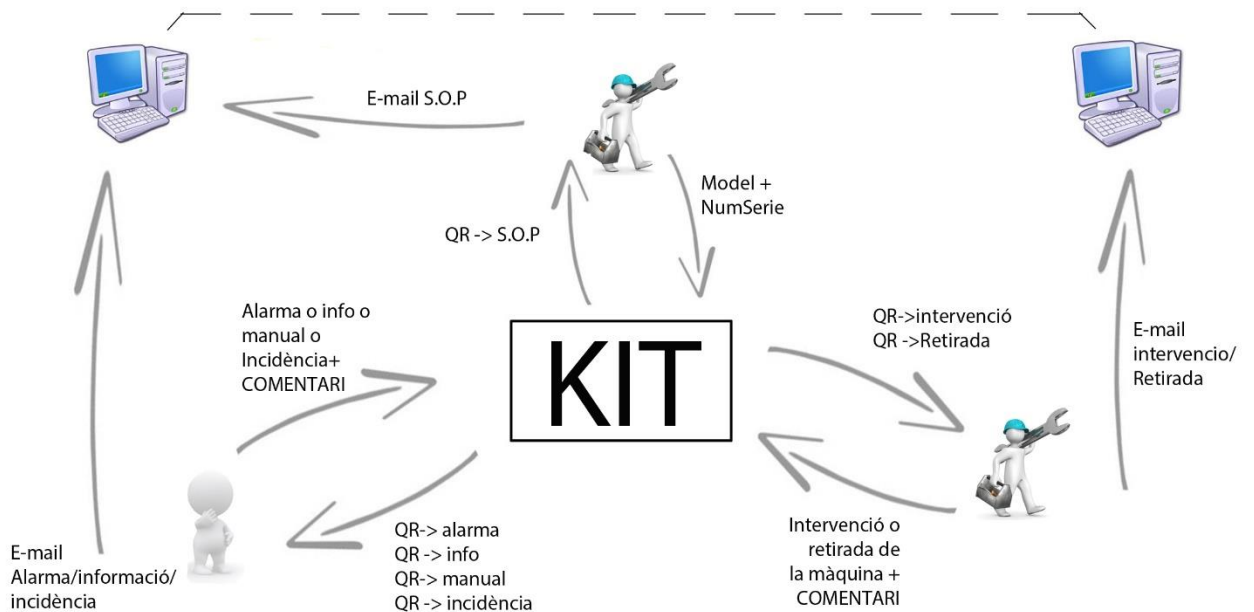 E-mail S.O.P
Model +
NumSerie
QR -> S.O.P
Alarma o info o
manual o
Incidència+
COMENTARI
KIT
QR->intervenció
QR ->Retirada
E-mail
intervencio/
Retirada
E-mail
Alarma/informació/
incidència
QR-> alarma
QR -> info
QR-> manual
QR -> incidència
Intervenció o
retirada de
la màquina +
COMENTARI